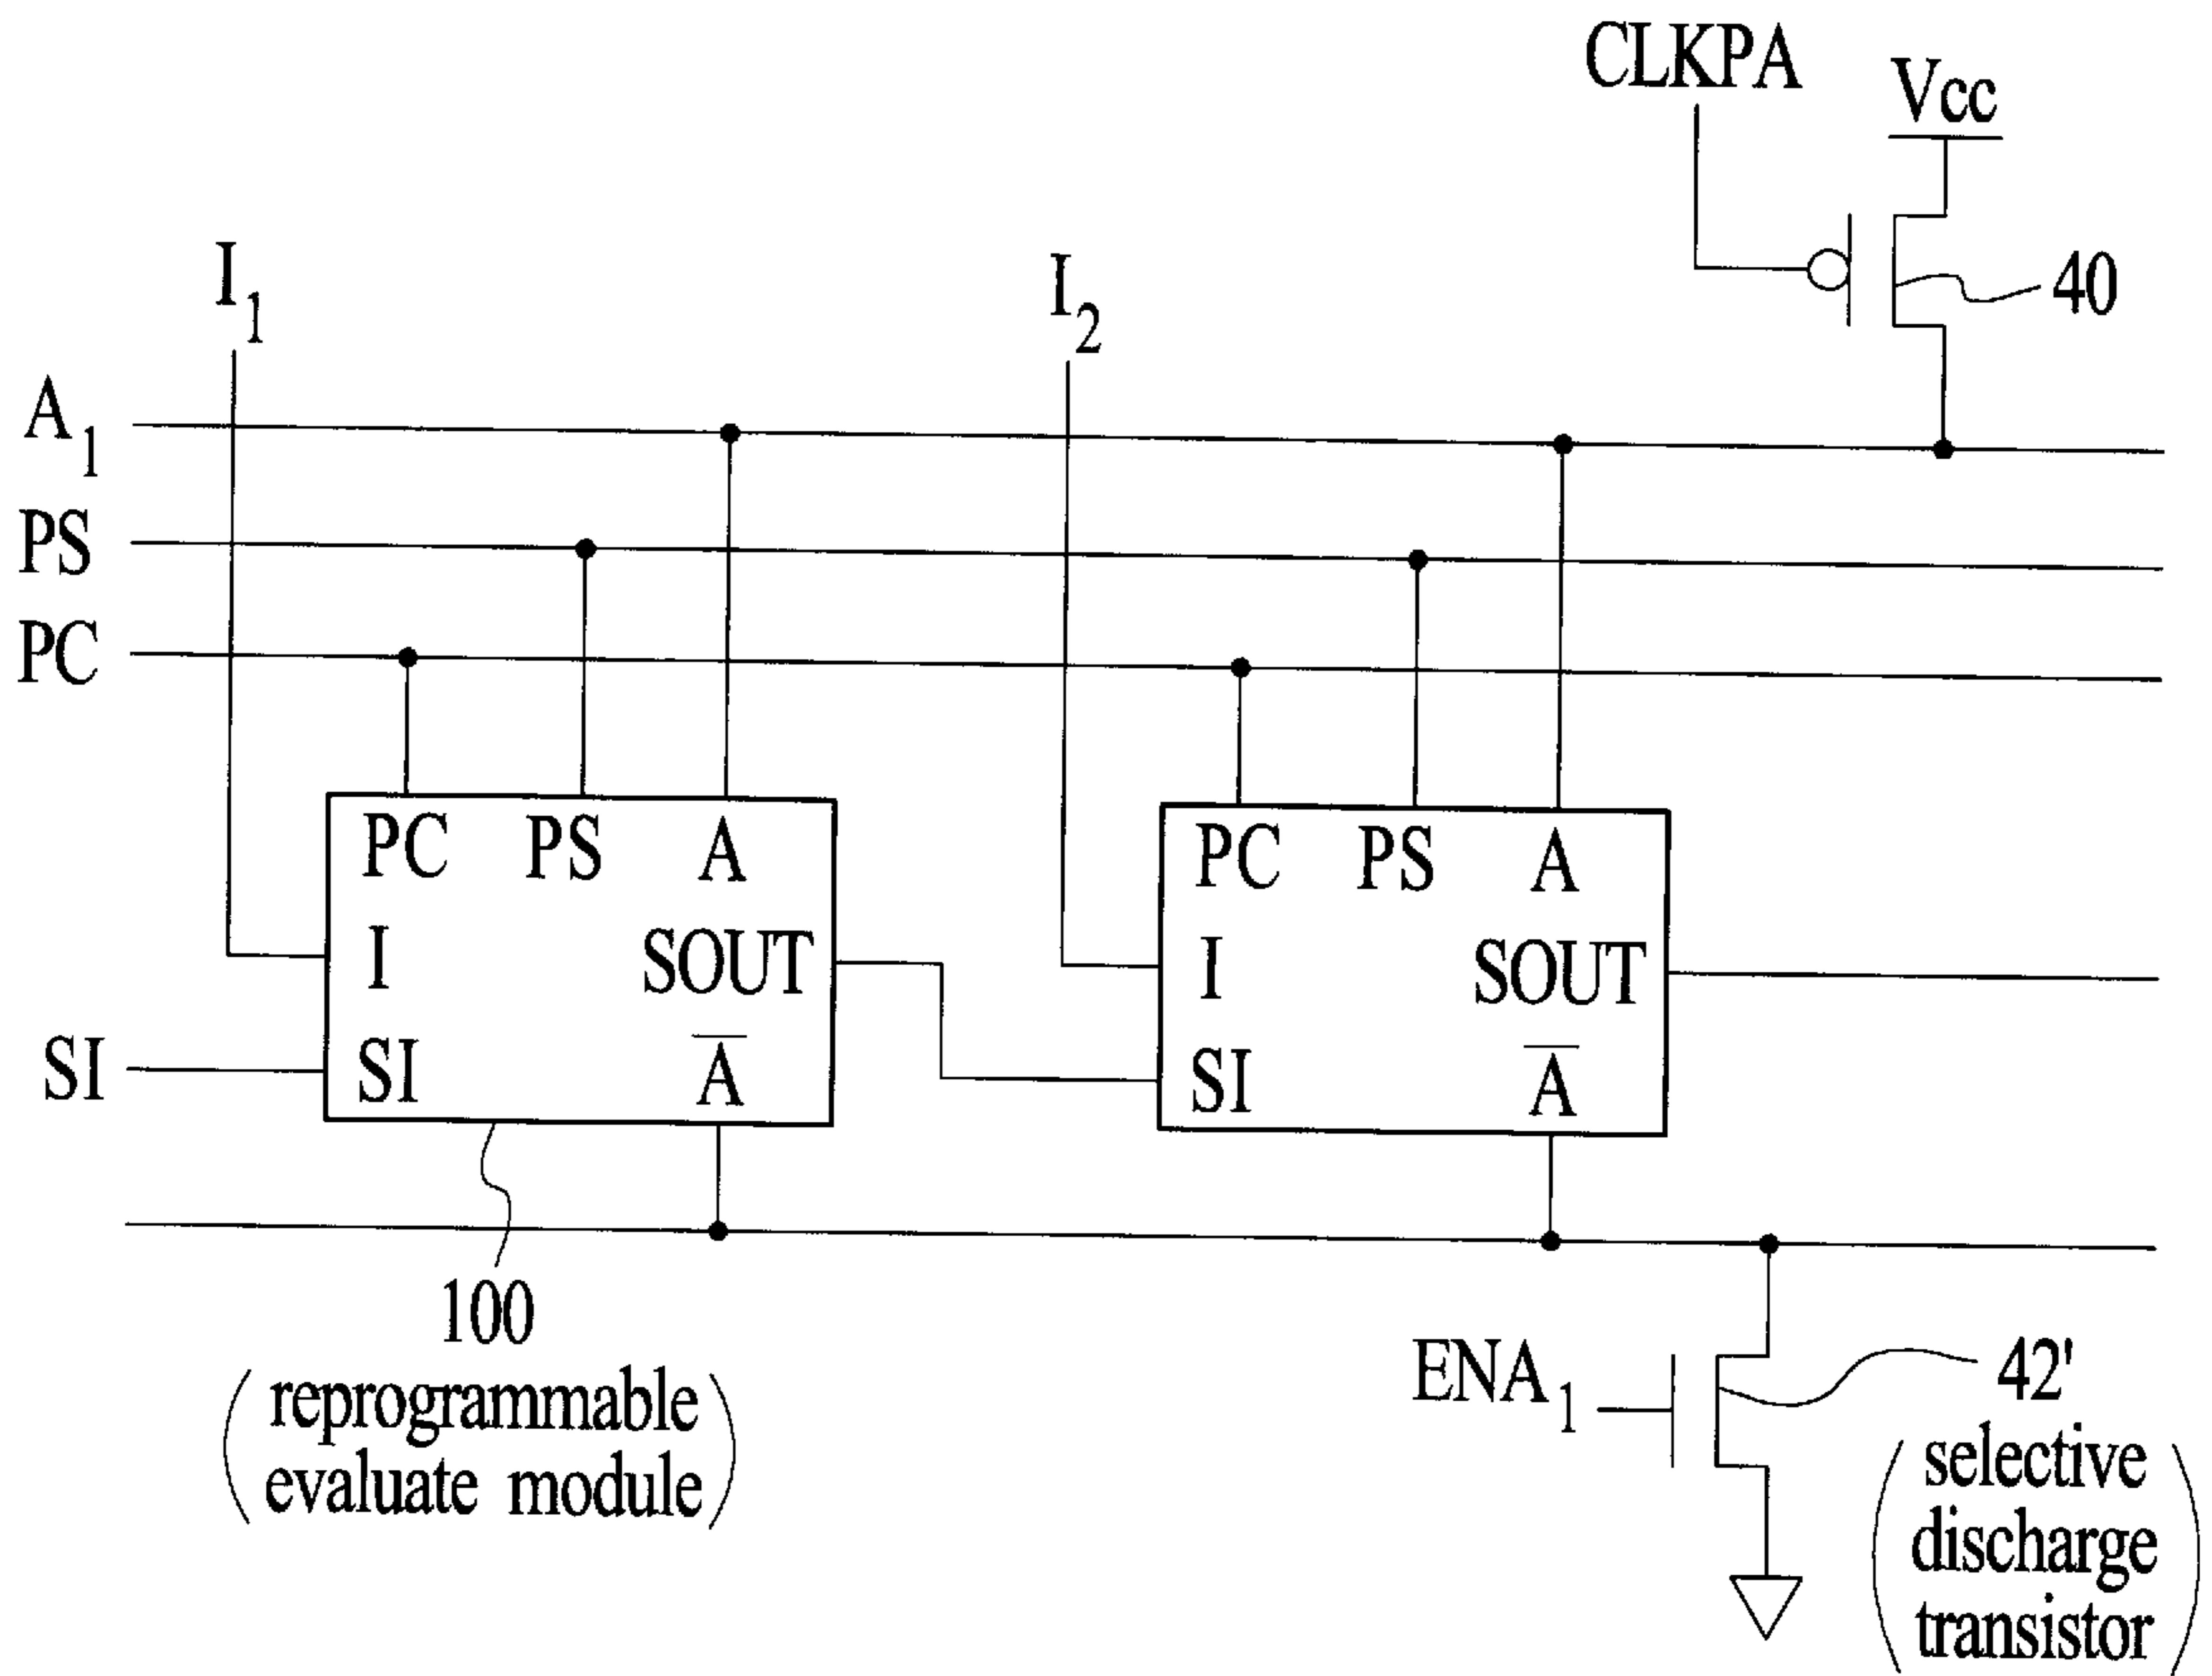 CLKPA
Vcc
40
I1
I2
A1
PS
PC
PC PS A
I SOUT
SI A̅
PC PS A
I SOUT
SI A̅
SI
100
(reprogrammable
evaluate module)
ENA1
42'
(selective
discharge
transistor)